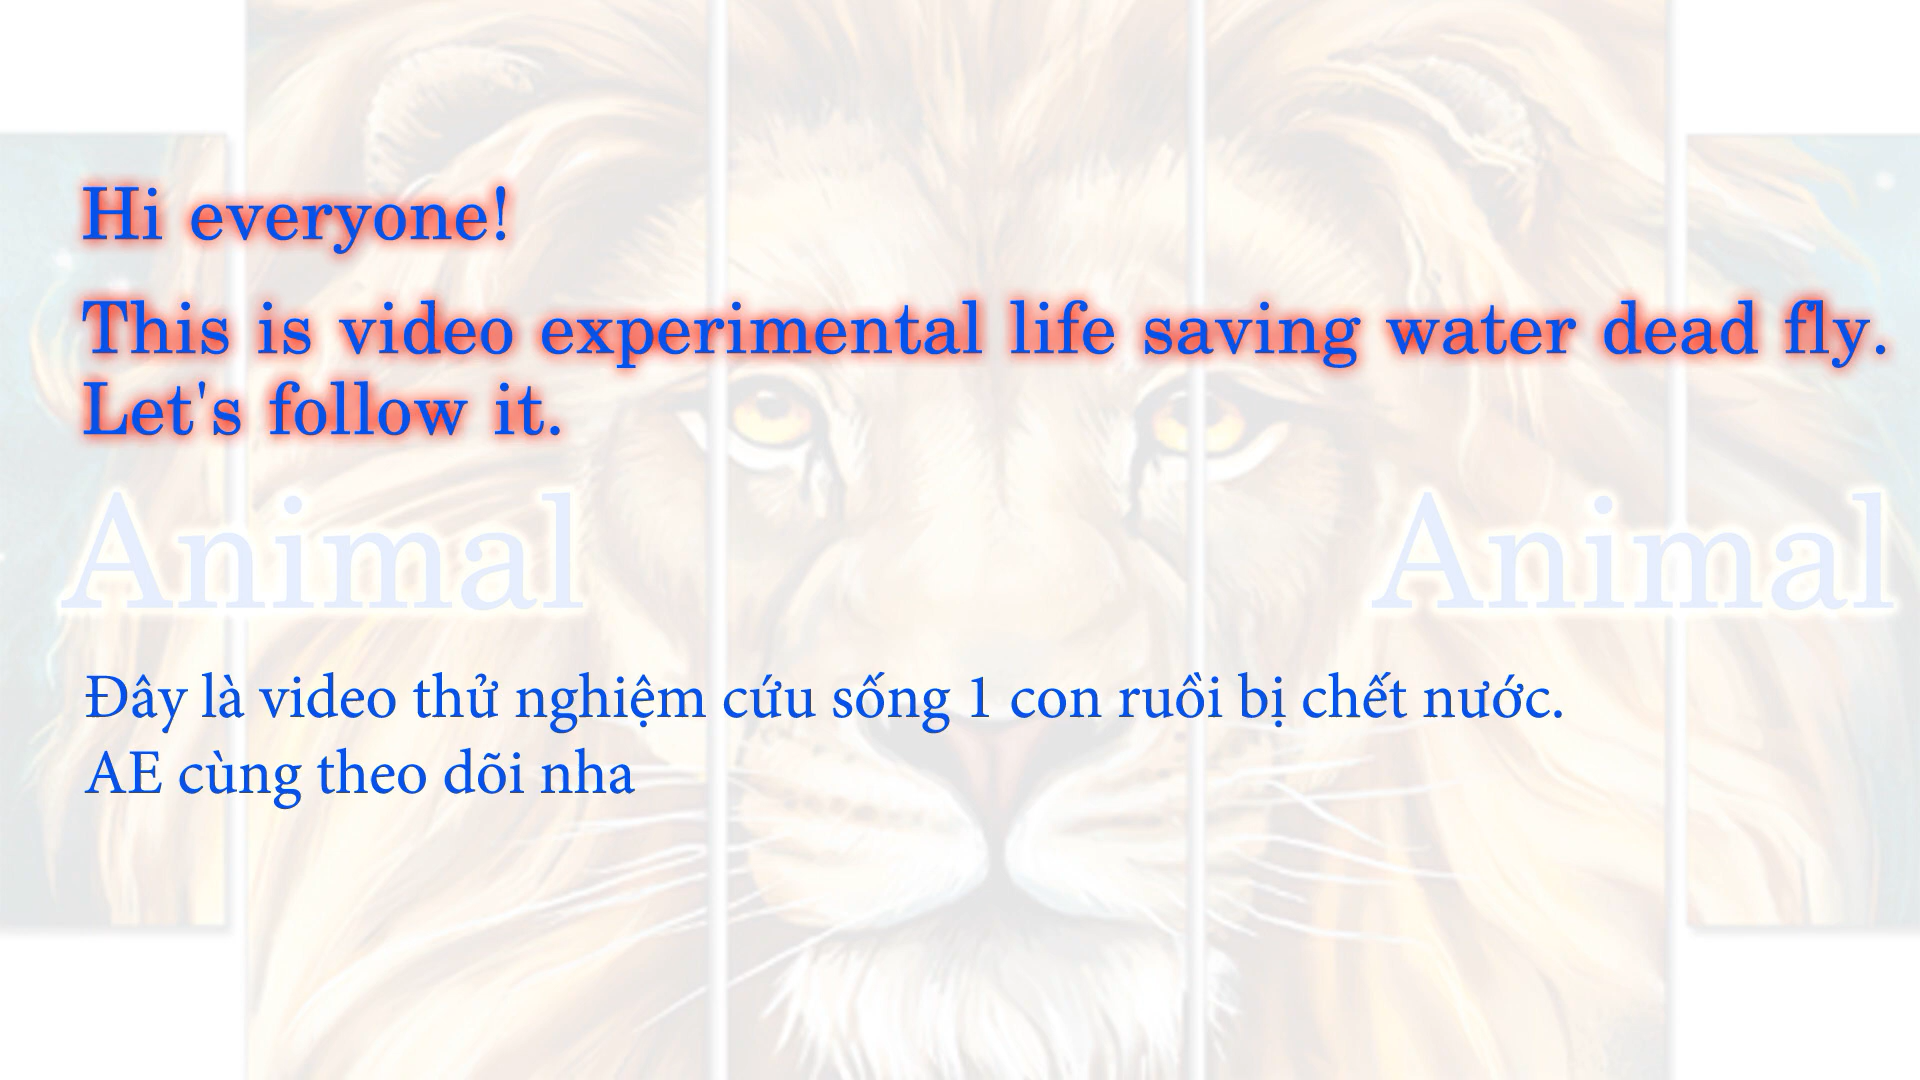 Hi everyone!
This is video experimental life saving water dead fly.
Let's follow it.
Animal
Animal
Đây là video thử nghiệm cứu sống 1 con ruồi bị chết nước.
AE cùng theo dõi nha